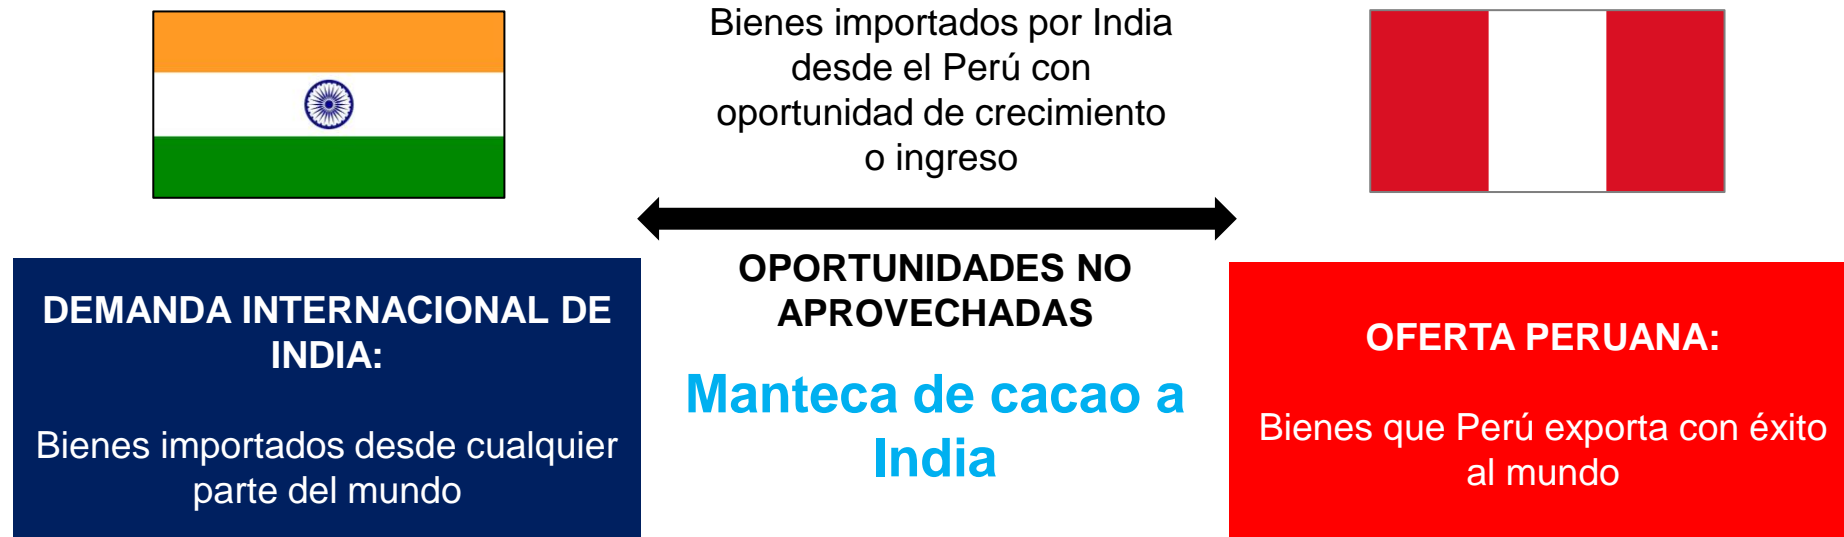 Bienes importados por India
desde el Perú con
oportunidad de crecimiento
o ingreso
DEMANDA INTERNACIONAL DE
INDIA:
Bienes importados desde cualquier
parte del mundo
OPORTUNIDADES NO
APROVECHADAS
Manteca de cacao a
India
OFERTA PERUANA:
Bienes que Perú exporta con éxito
al mundo